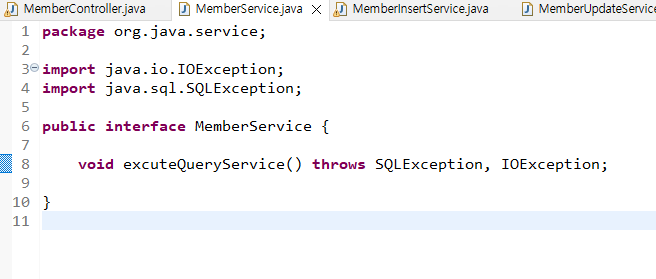 MemberController.java MemberService.java MemberInsertService.java MemberUpdateService
1 package org.java.service;
2
3 import java.io.IOException;
4 import java.sql.SQLException;
5
6 public interface MemberService {
7
8 void excuteQueryService() throws SQLException, IOException;
9
10 }
11